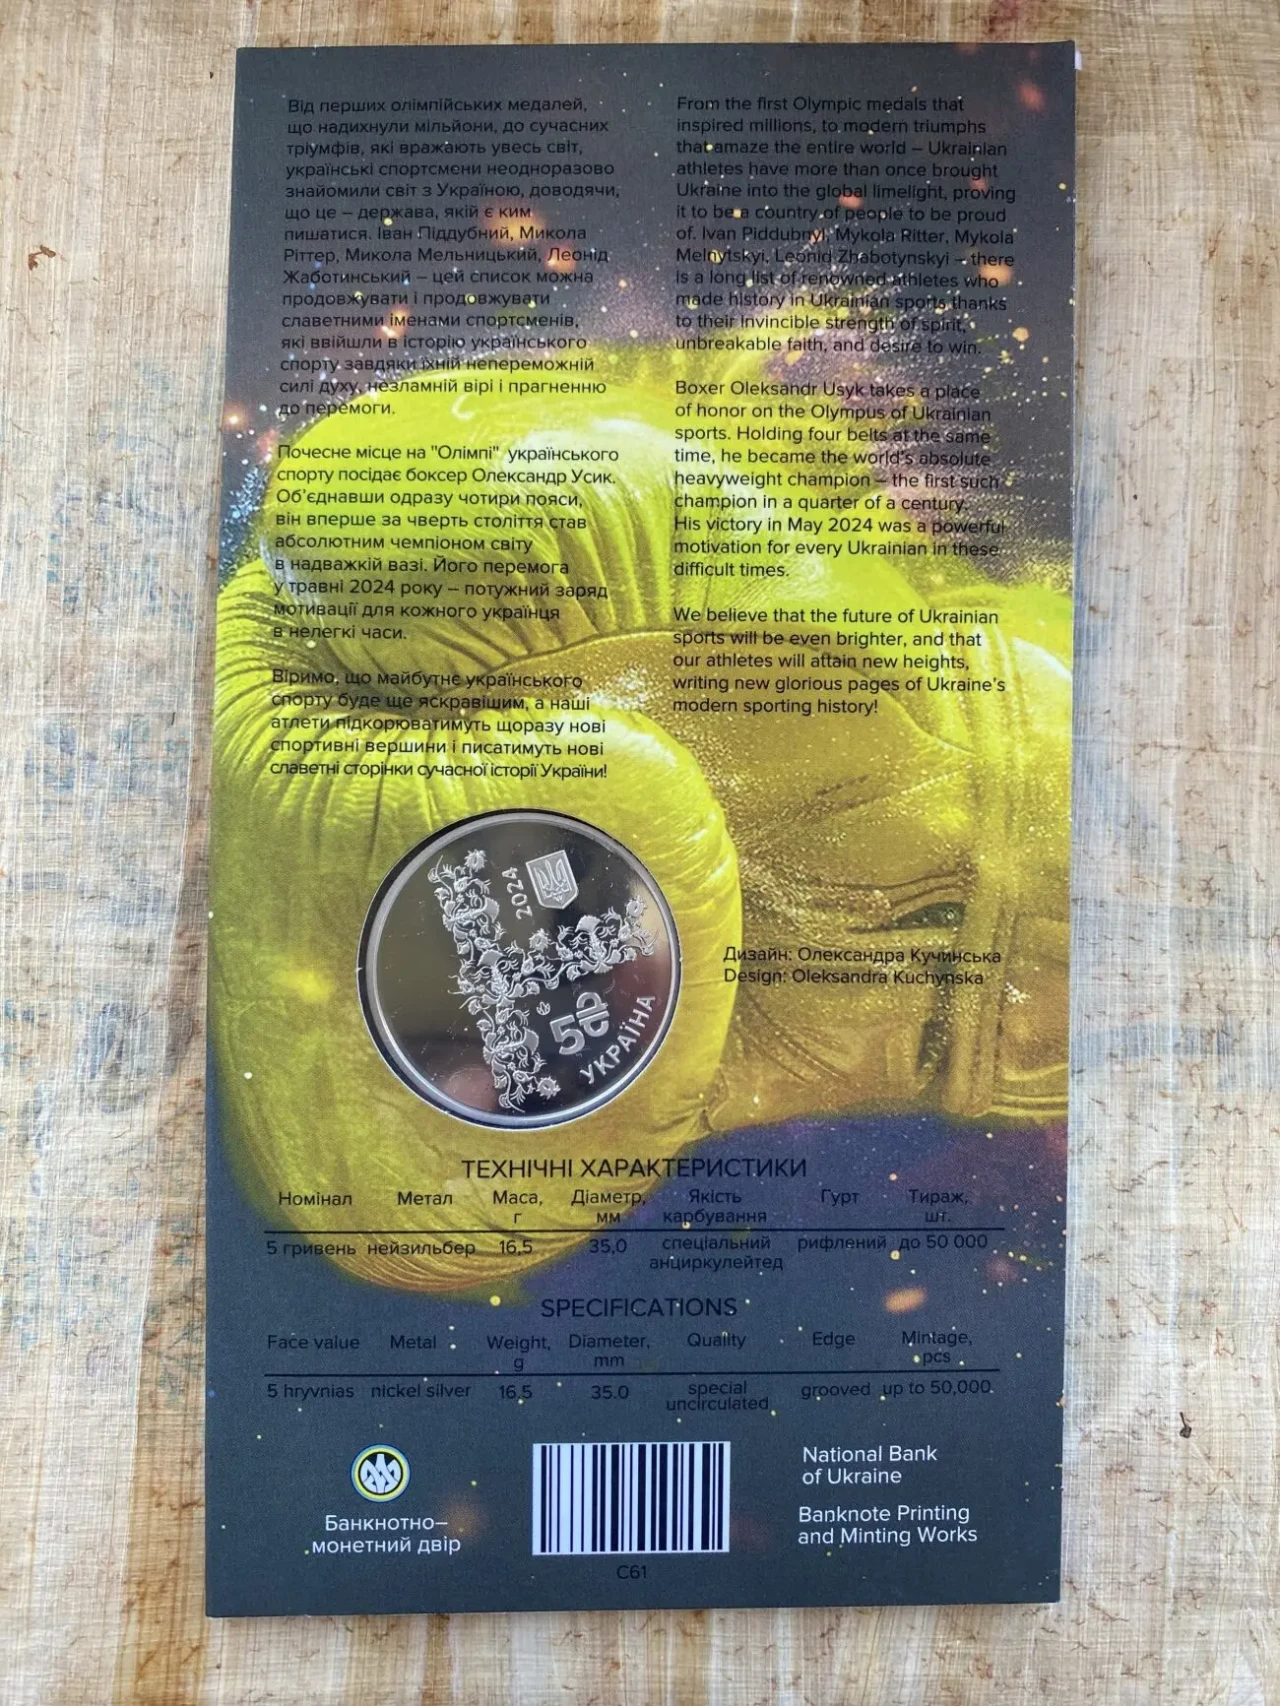 Від перших олімпійських медалей,
що надихнули мільйони, до сучасних
тріумфів, які вражають увесь світ,
українські спортсмени неодноразово
знайомили світ з Україною, доводячи,
що це – держава, якій є ким
пишатися. Іван Піддубний, Микола
Ріттер, Микола Мельницький, Леонід
Жаботинський – цей список можна
продовжувати і продовжувати
славетними іменами спортсменів,
які ввійшли в історію українського
спорту завдяки їхній непереможній
силі духу, незламній вірі і прагненню
до перемоги.
Почесне місце на "Олімпі" українського
спорту посідає боксер Олександр Усик.
Об'єднавши одразу чотири пояси,
він вперше за чверть століття став
абсолютним чемпіоном світу
в надважкій вазі. Його перемога
у травні 2024 року – потужний заряд
мотивації для кожного українця
в нелегкі часи.
Віримо, що майбутнє українського
спорту буде ще яскравішим, а наші
атлети підкорюватимуть щоразу нові
спортивні вершини і писатимуть нові
славетні сторінки сучасної історії України!
From the first Olympic medals that
inspired millions, to modern triumphs
that amaze the entire world – Ukrainian
athletes have more than once brought
Ukraine into the global limelight, proving
it to be a country of people to be proud
of. Ivan Piddubnyi, Mykola Ritter, Mykola
Melnytskyi, Leonid Zhabotynskyi – there
is a long list of renowned athletes who
made history in Ukrainian sports thanks
to their invincible strength of spirit,
unbreakable faith, and desire to win.
Boxer Oleksandr Usyk takes a place
of honor on the Olympus of Ukrainian
sports. Holding four belts at the same
time, he became the world's absolute
heavyweight champion – the first such
champion in a quarter of a century.
His victory in May 2024 was a powerful
motivation for every Ukrainian in these
difficult times.
We believe that the future of Ukrainian
sports will be even brighter, and that
our athletes will attain new heights,
writing new glorious pages of Ukraine's
modern sporting history!
2024
5₴
УКРАЇНА
Дизайн: Олександра Кучинська
Design: Oleksandra Kuchynska
ТЕХНІЧНІ ХАРАКТЕРИСТИКИ
Номінал Метал Маса, г Діаметр, мм Якість карбування Гурт Тираж, шт.
5 гривень нейзильбер 16,5 35,0 спеціальний анциркулейтед рифлений до 50 000
SPECIFICATIONS
Face value Metal Weight, g Diameter, mm Quality Edge Mintage, pcs
5 hryvnias nickel silver 16.5 35.0 special uncirculated grooved up to 50,000
Банкнотно–
монетний двір
C61
National Bank
of Ukraine
Banknote Printing
and Minting Works